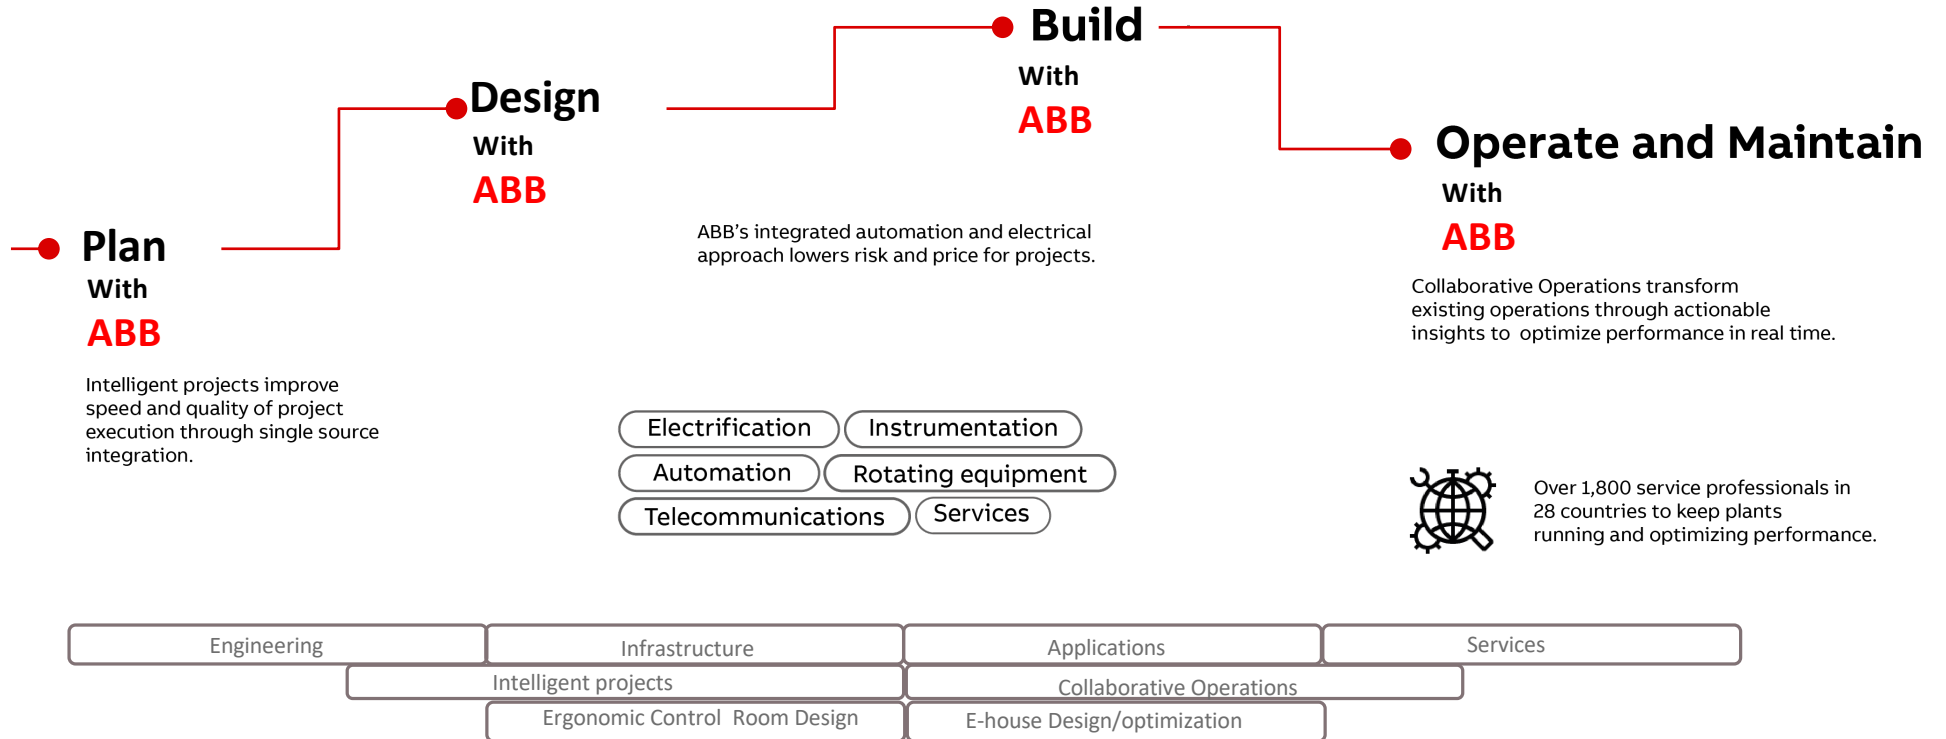 Plan
With
ABB
Intelligent projects improve
speed and quality of project
execution through single source
integration.
Design
With
ABB
Build
With
ABB
ABB’s integrated automation and electrical
approach lowers risk and price for projects.
Electrification
Instrumentation
Automation
Rotating equipment
Telecommunications
Services
Operate and Maintain
With
ABB
Collaborative Operations transform
existing operations through actionable
insights to  optimize performance in real time.
Over 1,800 service professionals in
28 countries to keep plants
running and optimizing performance.
Engineering
Infrastructure
Applications
Services
Intelligent projects
Collaborative Operations
Ergonomic Control  Room Design
E-house Design/optimization